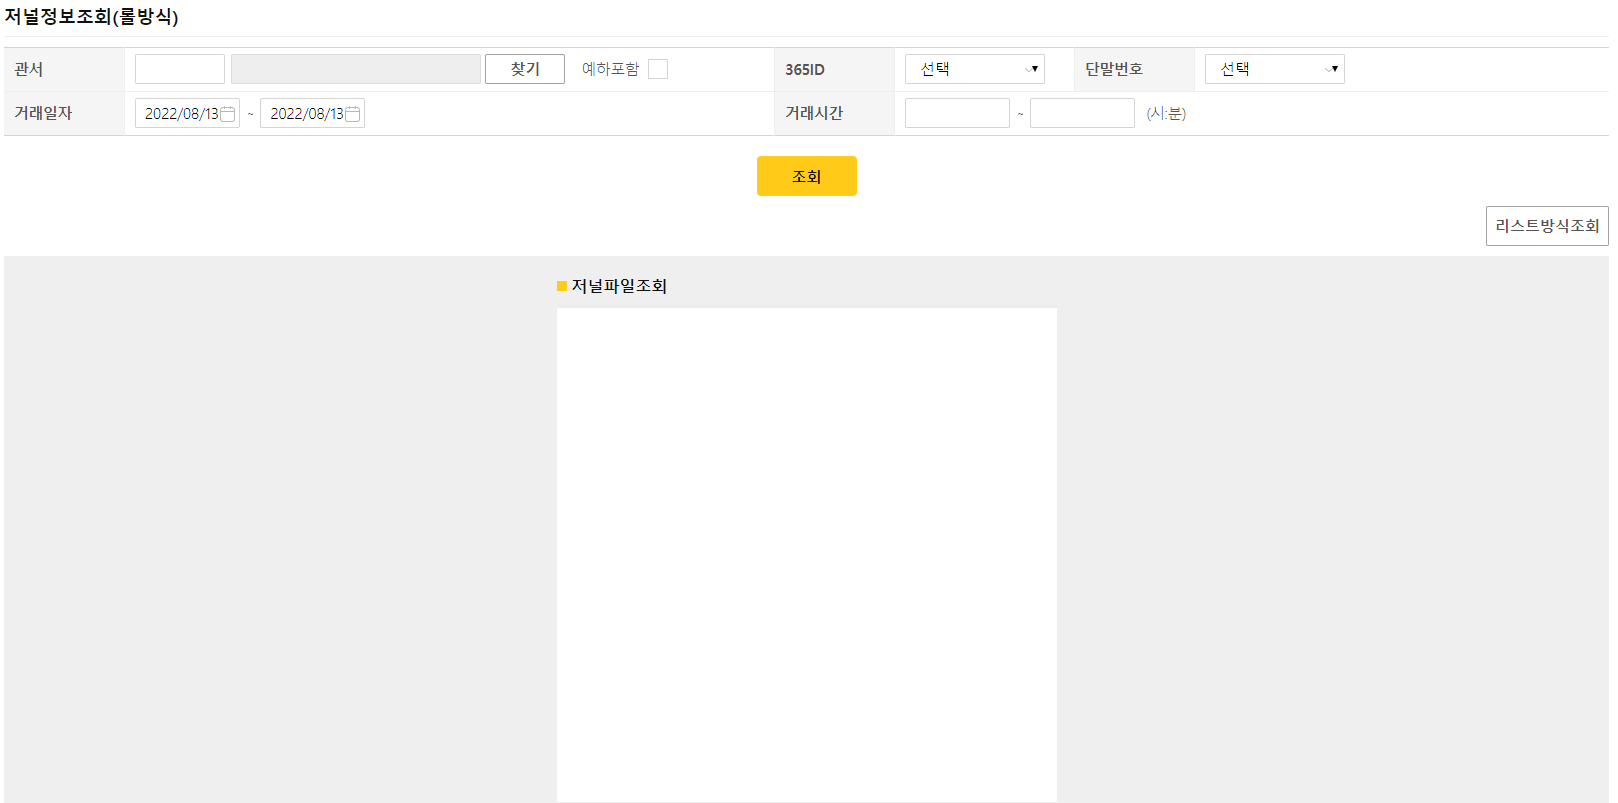 저널정보조회(롤방식)
관서 찾기 예하포함 365ID 선택 단말번호 선택
거래일자 2022/08/13 ~ 2022/08/13 거래시간 ~ (시:분)
조회
리스트방식조회
저널파일조회